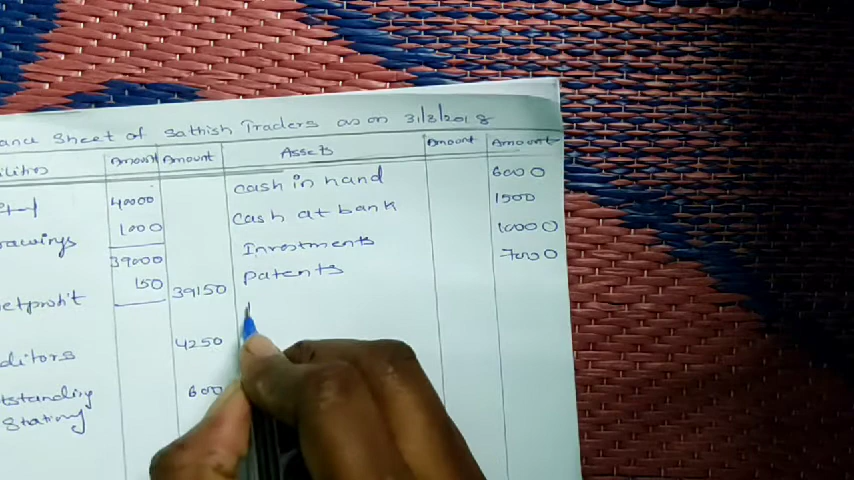 ance Sheet of Sathish Traders as on 31/3/2018
ilities Amount Amount Assets Amount Amount
40000 cash in hand 6000
rawings 1000 cash at bank 1500
39000 Investments 10000
etprofit 150 39150 patents 7000
ditors 4250
tstanding 600
Stationy